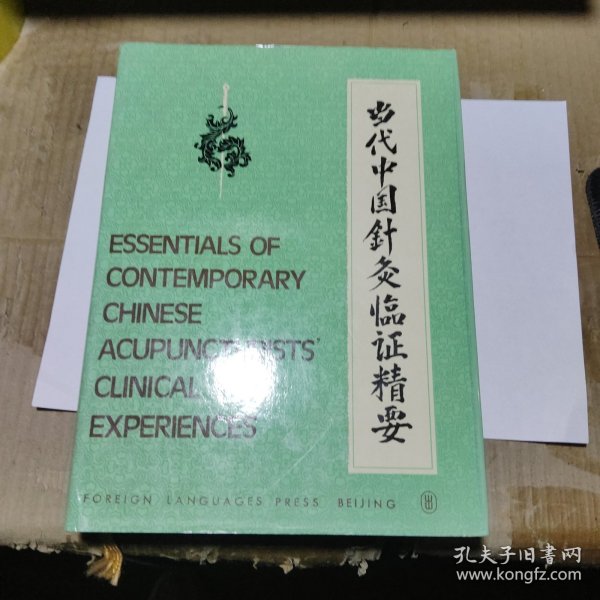 当代中国針灸临证精要
ESSENTIALS OF
CONTEMPORARY
CHINESE
ACUPUNCTURISTS'
CLINICAL
EXPERIENCES
FOREIGN LANGUAGES PRESS BEIJING
孔夫子旧书网
www.kongfz.com